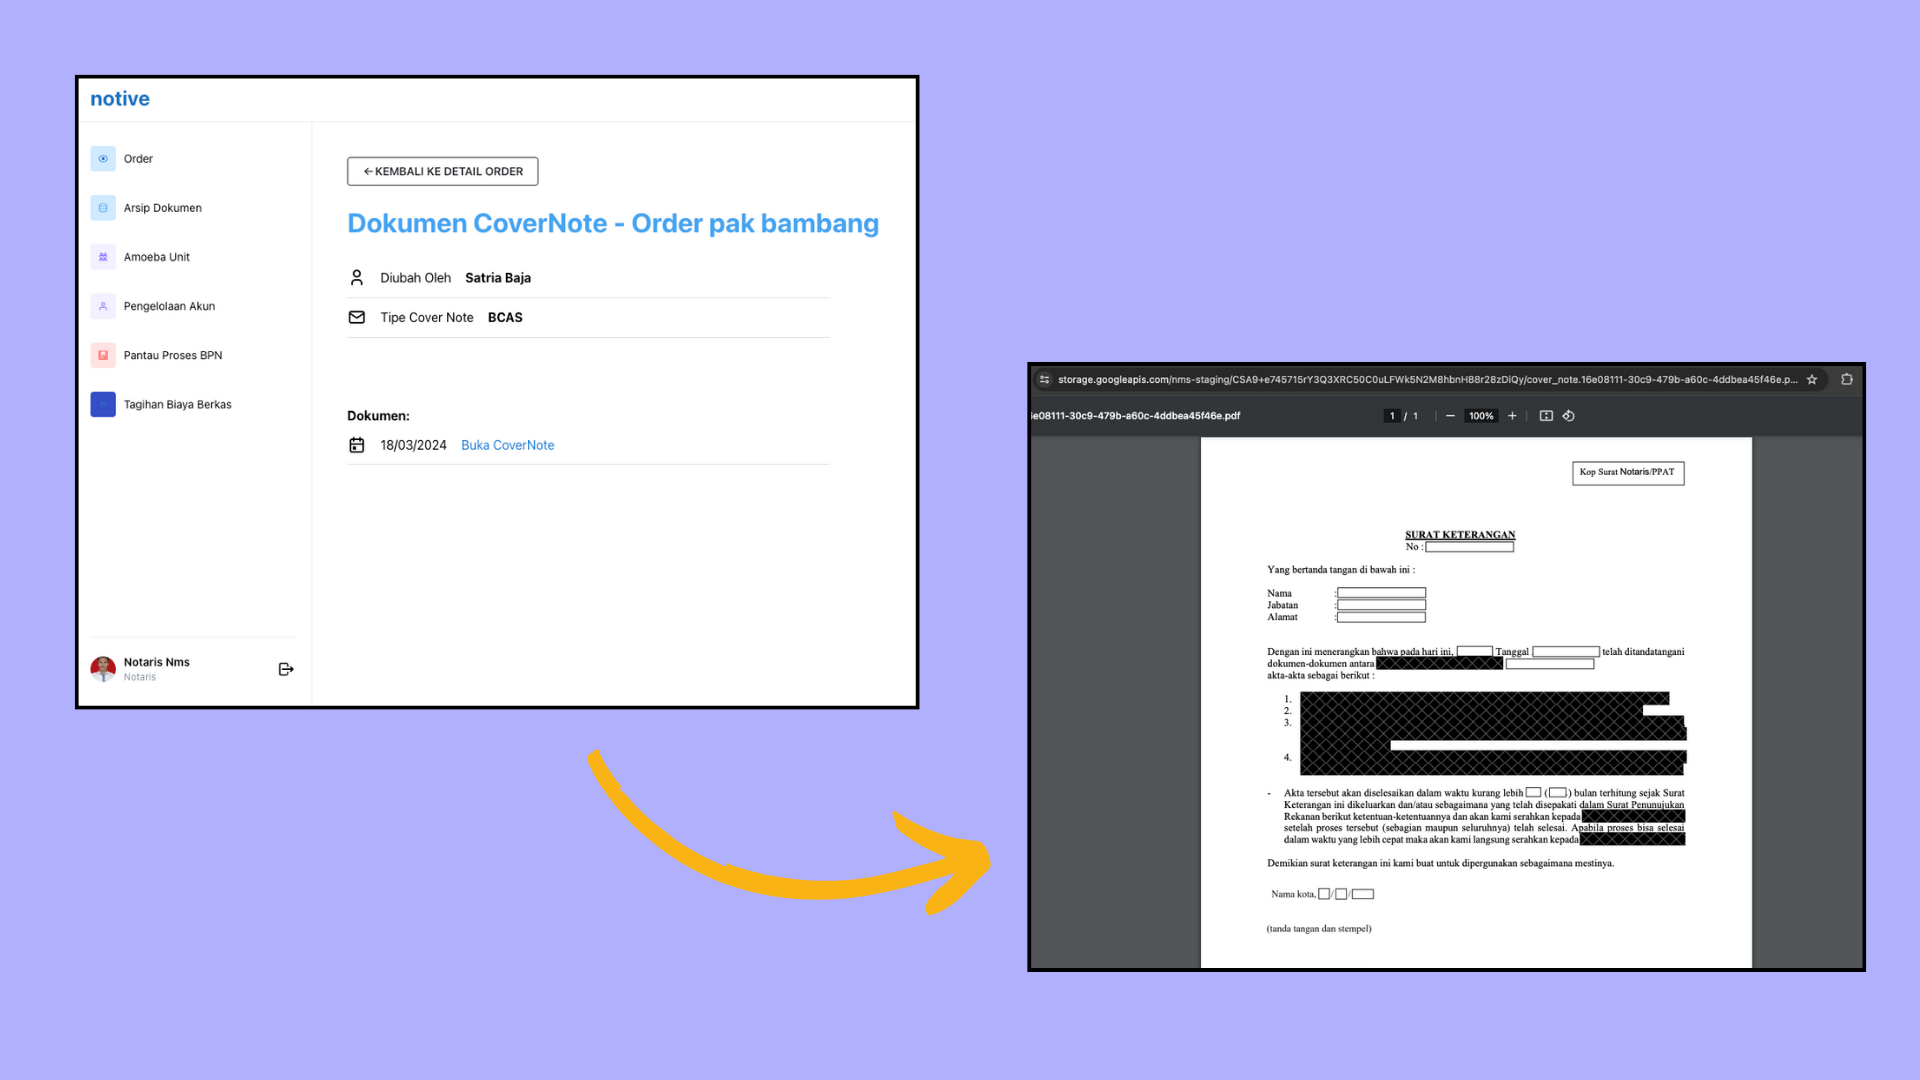 notive
Order
Arsip Dokumen
Amoeba Unit
Pengelolaan Akun
Pantau Proses BPN
Tagihan Biaya Berkas
Notaris Nms
Notaris
← KEMBALI KE DETAIL ORDER
Dokumen CoverNote - Order pak bambang
Diubah Oleh Satria Baja
Tipe Cover Note BCAS
Dokumen:
18/03/2024 Buka CoverNote
storage.googleapis.com/nms-staging/CSA9+e745715rY3Q3XRC50C0uLFWk5N2M8hbnH88r28zDiQy/cover_note.16e08111-30c9-479b-a60c-4ddbea45f46e.p...
6e08111-30c9-479b-a60c-4ddbea45f46e.pdf 1 / 1 − 100% +
Kop Surat Notaris/PPAT
SURAT KETERANGAN
No :
Yang bertanda tangan di bawah ini :
Nama :
Jabatan :
Alamat :
Dengan ini menerangkan bahwa pada hari ini, Tanggal telah ditandatangani
dokumen-dokumen antara
akta-akta sebagai berikut :
1.
2.
3.
4.
- Akta tersebut akan diselesaikan dalam waktu kurang lebih ( ) bulan terhitung sejak Surat
Keterangan ini dikeluarkan dan/atau sebagaimana yang telah disepakati dalam Surat Penunujukan
Rekanan berikut ketentuan-ketentuannya dan akan kami serahkan kepada
setelah proses tersebut (sebagian maupun seluruhnya) telah selesai. Apabila proses bisa selesai
dalam waktu yang lebih cepat maka akan kami langsung serahkan kepada
Demikian surat keterangan ini kami buat untuk dipergunakan sebagaimana mestinya.
Nama kota, / /
(tanda tangan dan stempel)